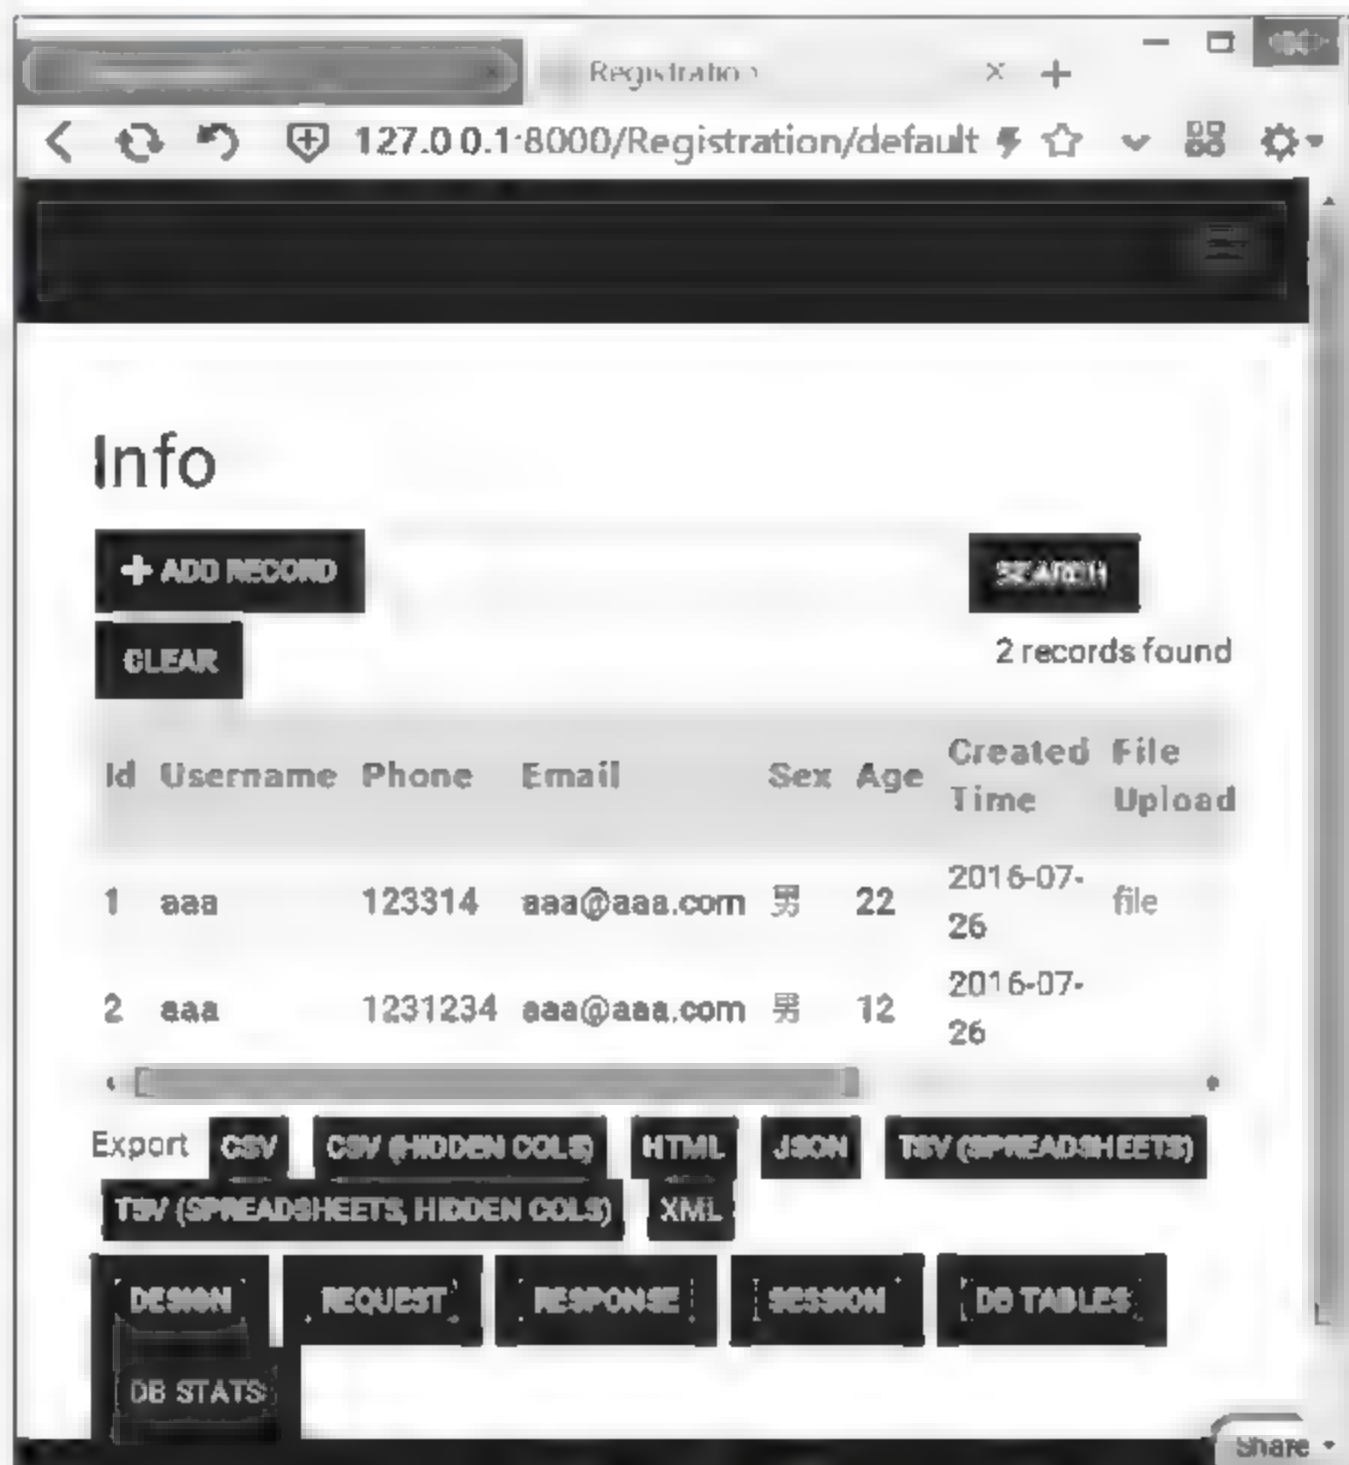 Registration
127.0.0.1:8000/Registration/default
Info
ADD RECORD
SEARCH
CLEAR
2 records found
Id Username Phone Email Sex Age Created Time File Upload
1 aaa 123314 aaa@aaa.com 男 22 2016-07-26 file
2 aaa 1231234 aaa@aaa.com 男 12 2016-07-26
Export CSV CSV (HIDDEN COLS) HTML JSON TSV (SPREADSHEETS)
TSV (SPREADSHEETS, HIDDEN COLS) XML
DESIGN REQUEST RESPONSE SESSION DB TABLES
DB STATS
Share